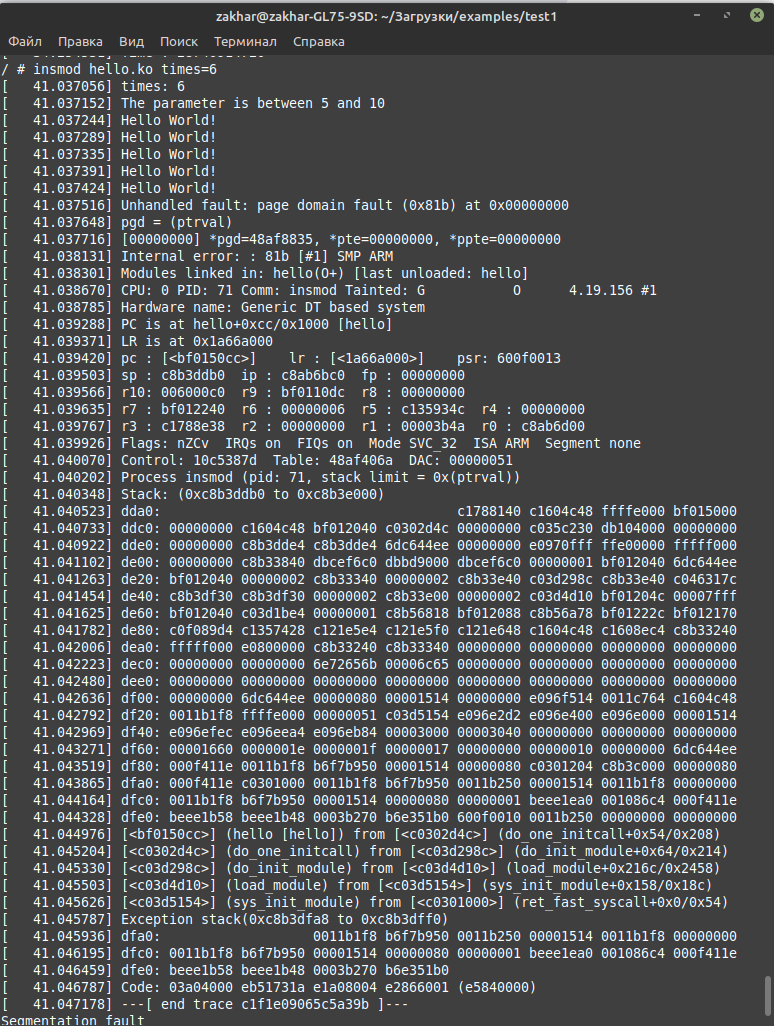 zakhar@zakhar-GL75-9SD: ~/Загрузки/examples/test1
Файл Правка Вид Поиск Терминал Справка
/ # insmod hello.ko times=6
[   41.037056] times: 6
[   41.037152] The parameter is between 5 and 10
[   41.037244] Hello World!
[   41.037289] Hello World!
[   41.037335] Hello World!
[   41.037391] Hello World!
[   41.037424] Hello World!
[   41.037516] Unhandled fault: page domain fault (0x81b) at 0x00000000
[   41.037648] pgd = (ptrval)
[   41.037716] [00000000] *pgd=48af8835, *pte=00000000, *ppte=00000000
[   41.038131] Internal error: : 81b [#1] SMP ARM
[   41.038301] Modules linked in: hello(O+) [last unloaded: hello]
[   41.038670] CPU: 0 PID: 71 Comm: insmod Tainted: G           O      4.19.156 #1
[   41.038785] Hardware name: Generic DT based system
[   41.039288] PC is at hello+0xcc/0x1000 [hello]
[   41.039371] LR is at 0x1a66a000
[   41.039420] pc : [<bf0150cc>]    lr : [<1a66a000>]    psr: 600f0013
[   41.039503] sp : c8b3ddb0  ip : c8ab6bc0  fp : 00000000
[   41.039566] r10: 006000c0  r9 : bf0110dc  r8 : 00000000
[   41.039635] r7 : bf012240  r6 : 00000006  r5 : c135934c  r4 : 00000000
[   41.039767] r3 : c1788e38  r2 : 00000000  r1 : 00003b4a  r0 : c8ab6d00
[   41.039926] Flags: nZCv  IRQs on  FIQs on  Mode SVC_32  ISA ARM  Segment none
[   41.040070] Control: 10c5387d  Table: 48af406a  DAC: 00000051
[   41.040202] Process insmod (pid: 71, stack limit = 0x(ptrval))
[   41.040348] Stack: (0xc8b3ddb0 to 0xc8b3e000)
[   41.040523] dda0:                                     c1788140 c1604c48 ffffe000 bf015000
[   41.040733] ddc0: 00000000 c1604c48 bf012040 c0302d4c 00000000 c035c230 db104000 00000000
[   41.040922] dde0: 00000000 c8b3dde4 c8b3dde4 6dc644ee 00000000 e0970fff ffe00000 fffff000
[   41.041102] de00: 00000000 c8b33840 dbcef6c0 dbbd9000 dbcef6c0 00000001 bf012040 6dc644ee
[   41.041263] de20: bf012040 00000002 c8b33340 00000002 c8b33e40 c03d298c c8b33e40 c046317c
[   41.041454] de40: c8b3df30 c8b3df30 00000002 c8b33e00 00000002 c03d4d10 bf01204c 00007fff
[   41.041625] de60: bf012040 c03d1be4 00000001 c8b56818 bf012088 c8b56a78 bf01222c bf012170
[   41.041782] de80: c0f089d4 c1357428 c121e5e4 c121e5f0 c121e648 c1604c48 c1608ec4 c8b33240
[   41.042006] dea0: fffff000 e0800000 c8b33240 c8b33340 00000000 00000000 00000000 00000000
[   41.042223] dec0: 00000000 00000000 6e72656b 00006c65 00000000 00000000 00000000 00000000
[   41.042480] dee0: 00000000 00000000 00000000 00000000 00000000 00000000 00000000 00000000
[   41.042636] df00: 00000000 6dc644ee 00000080 00001514 00000000 e096f514 0011c764 c1604c48
[   41.042792] df20: 0011b1f8 ffffe000 00000051 c03d5154 e096e2d2 e096e400 e096e000 00001514
[   41.042969] df40: e096efec e096eea4 e096eb84 00003000 00003040 00000000 00000000 00000000
[   41.043271] df60: 00001660 0000001e 0000001f 00000017 00000000 00000010 00000000 6dc644ee
[   41.043519] df80: 000f411e 0011b1f8 b6f7b950 00001514 00000080 c0301204 c8b3c000 00000080
[   41.043865] dfa0: 000f411e c0301000 0011b1f8 b6f7b950 0011b250 00001514 0011b1f8 00000000
[   41.044164] dfc0: 0011b1f8 b6f7b950 00001514 00000080 00000001 beee1ea0 001086c4 000f411e
[   41.044328] dfe0: beee1b58 beee1b48 0003b270 b6e351b0 600f0010 0011b250 00000000 00000000
[   41.044976] [<bf0150cc>] (hello [hello]) from [<c0302d4c>] (do_one_initcall+0x54/0x208)
[   41.045204] [<c0302d4c>] (do_one_initcall) from [<c03d298c>] (do_init_module+0x64/0x214)
[   41.045330] [<c03d298c>] (do_init_module) from [<c03d4d10>] (load_module+0x216c/0x2458)
[   41.045503] [<c03d4d10>] (load_module) from [<c03d5154>] (sys_init_module+0x158/0x18c)
[   41.045626] [<c03d5154>] (sys_init_module) from [<c0301000>] (ret_fast_syscall+0x0/0x54)
[   41.045787] Exception stack(0xc8b3dfa8 to 0xc8b3dff0)
[   41.045936] dfa0:                   0011b1f8 b6f7b950 0011b250 00001514 0011b1f8 00000000
[   41.046195] dfc0: 0011b1f8 b6f7b950 00001514 00000080 00000001 beee1ea0 001086c4 000f411e
[   41.046459] dfe0: beee1b58 beee1b48 0003b270 b6e351b0
[   41.046787] Code: 03a04000 eb51731a e1a08004 e2866001 (e5840000)
[   41.047178] ---[ end trace c1f1e09065c5a39b ]---
Segmentation fault